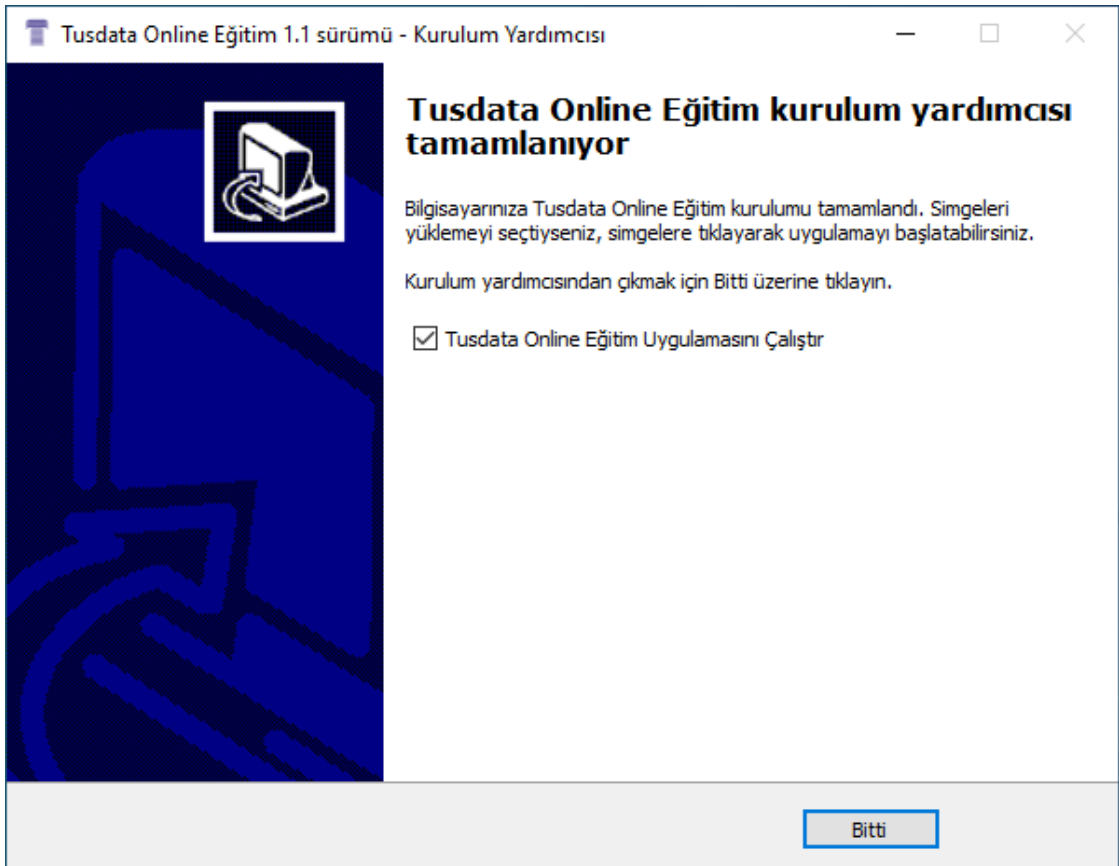 Tusdata Online Eğitim 1.1 sürümü - Kurulum Yardımcısı
Tusdata Online Eğitim kurulum yardımcısı
tamamlanıyor
Bilgisayarınıza Tusdata Online Eğitim kurulumu tamamlandı. Simgeleri
yüklemeyi seçtiyseniz, simgelere tıklayarak uygulamayı başlatabilirsiniz.
Kurulum yardımcısından çıkmak için Bitti üzerine tıklayın.
Tusdata Online Eğitim Uygulamasını Çalıştır
Bitti